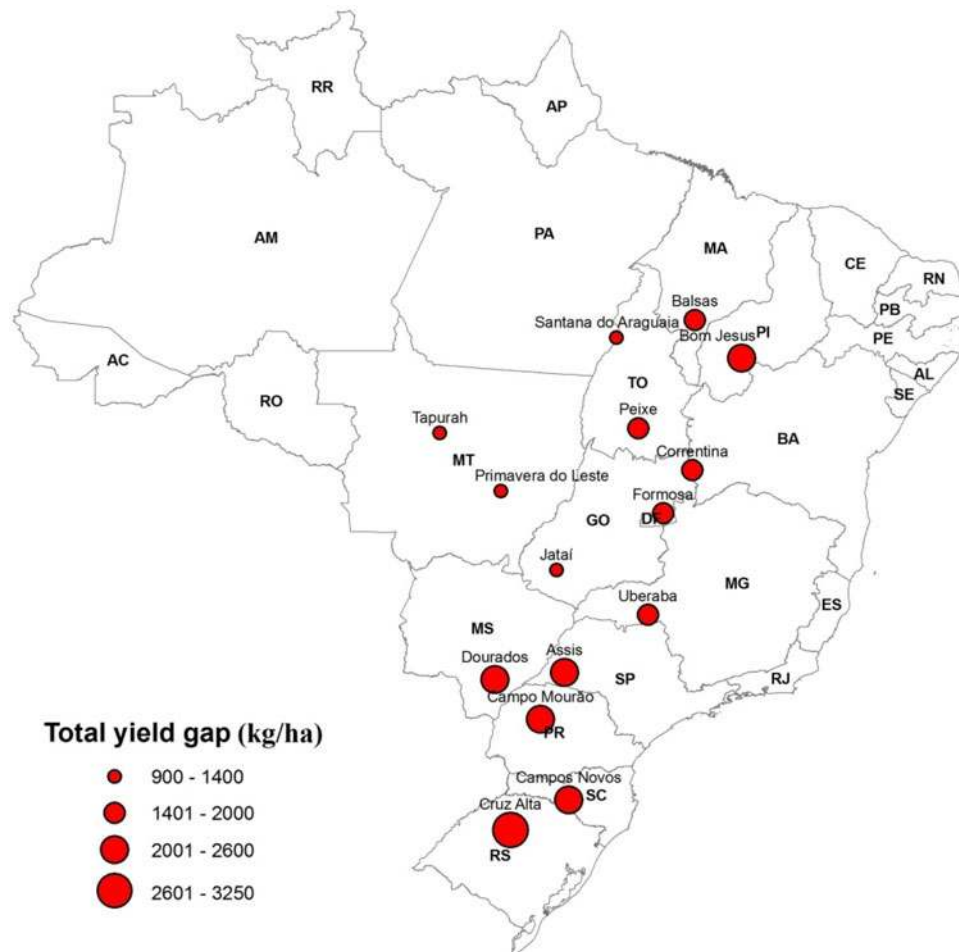 RR
AP
AM
PA
MA
CE
RN
PB
PE
AL
SE
Balsas
Santana do Araguaia
Bom Jesus
PI
AC
RO
TO
Peixe
Tapurah
MT
Correntina
BA
Primavera do Leste
Formosa
GO
DF
Jataí
MG
Uberaba
ES
MS
Dourados
Assis
SP
RJ
Campo Mourão
PR
Campos Novos
SC
Cruz Alta
RS
Total yield gap (kg/ha)
900 - 1400
1401 - 2000
2001 - 2600
2601 - 3250